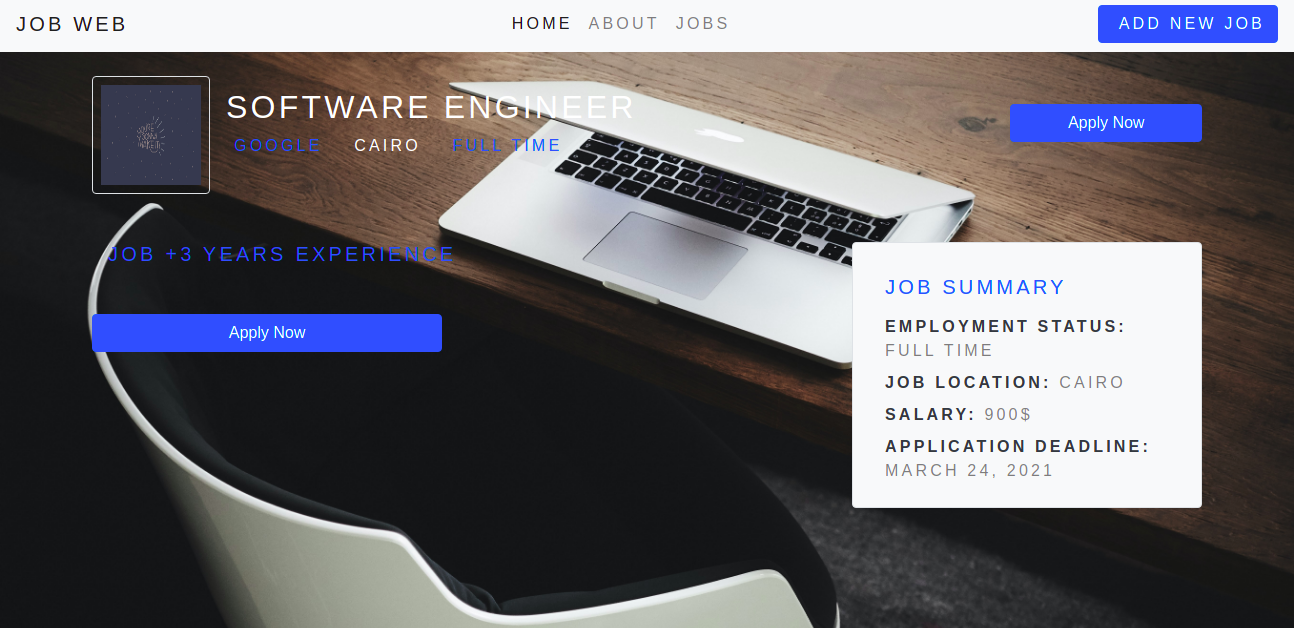 JOB WEB
HOME ABOUT JOBS
ADD NEW JOB
SOFTWARE ENGINEER
GOOGLE CAIRO FULL TIME
Apply Now
JOB +3 YEARS EXPERIENCE
Apply Now
JOB SUMMARY
EMPLOYMENT STATUS:
FULL TIME
JOB LOCATION: CAIRO
SALARY: 900$
APPLICATION DEADLINE:
MARCH 24, 2021